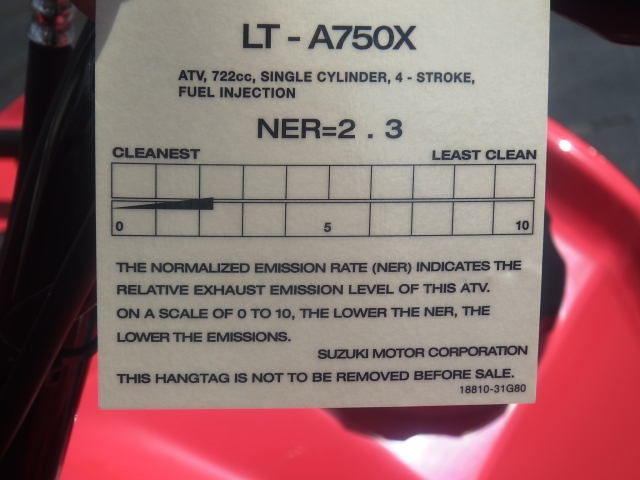 LT - A750X
ATV, 722cc, SINGLE CYLINDER, 4 - STROKE,
FUEL INJECTION
NER=2 . 3
CLEANEST LEAST CLEAN
0 5 10
THE NORMALIZED EMISSION RATE (NER) INDICATES THE
RELATIVE EXHAUST EMISSION LEVEL OF THIS ATV.
ON A SCALE OF 0 TO 10, THE LOWER THE NER, THE
LOWER THE EMISSIONS.
SUZUKI MOTOR CORPORATION
THIS HANGTAG IS NOT TO BE REMOVED BEFORE SALE.
18810-31G80